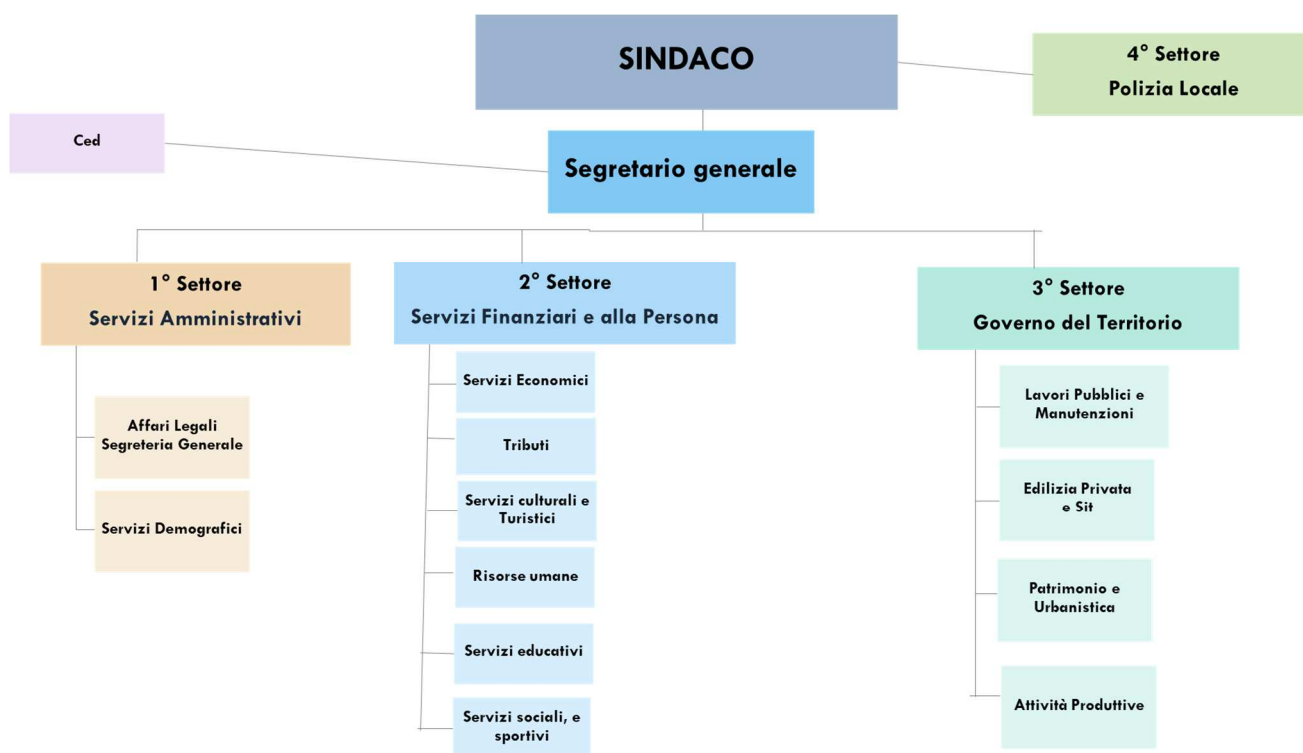 SINDACO
4° Settore
Polizia Locale
Ced
Segretario generale
1° Settore
Servizi Amministrativi
2° Settore
Servizi Finanziari e alla Persona
3° Settore
Governo del Territorio
Affari Legali
Segreteria Generale
Servizi Demografici
Servizi Economici
Tributi
Servizi culturali e
Turistici
Risorse umane
Servizi educativi
Servizi sociali, e
sportivi
Lavori Pubblici e
Manutenzioni
Edilizia Privata
e Sit
Patrimonio e
Urbanistica
Attività Produttive